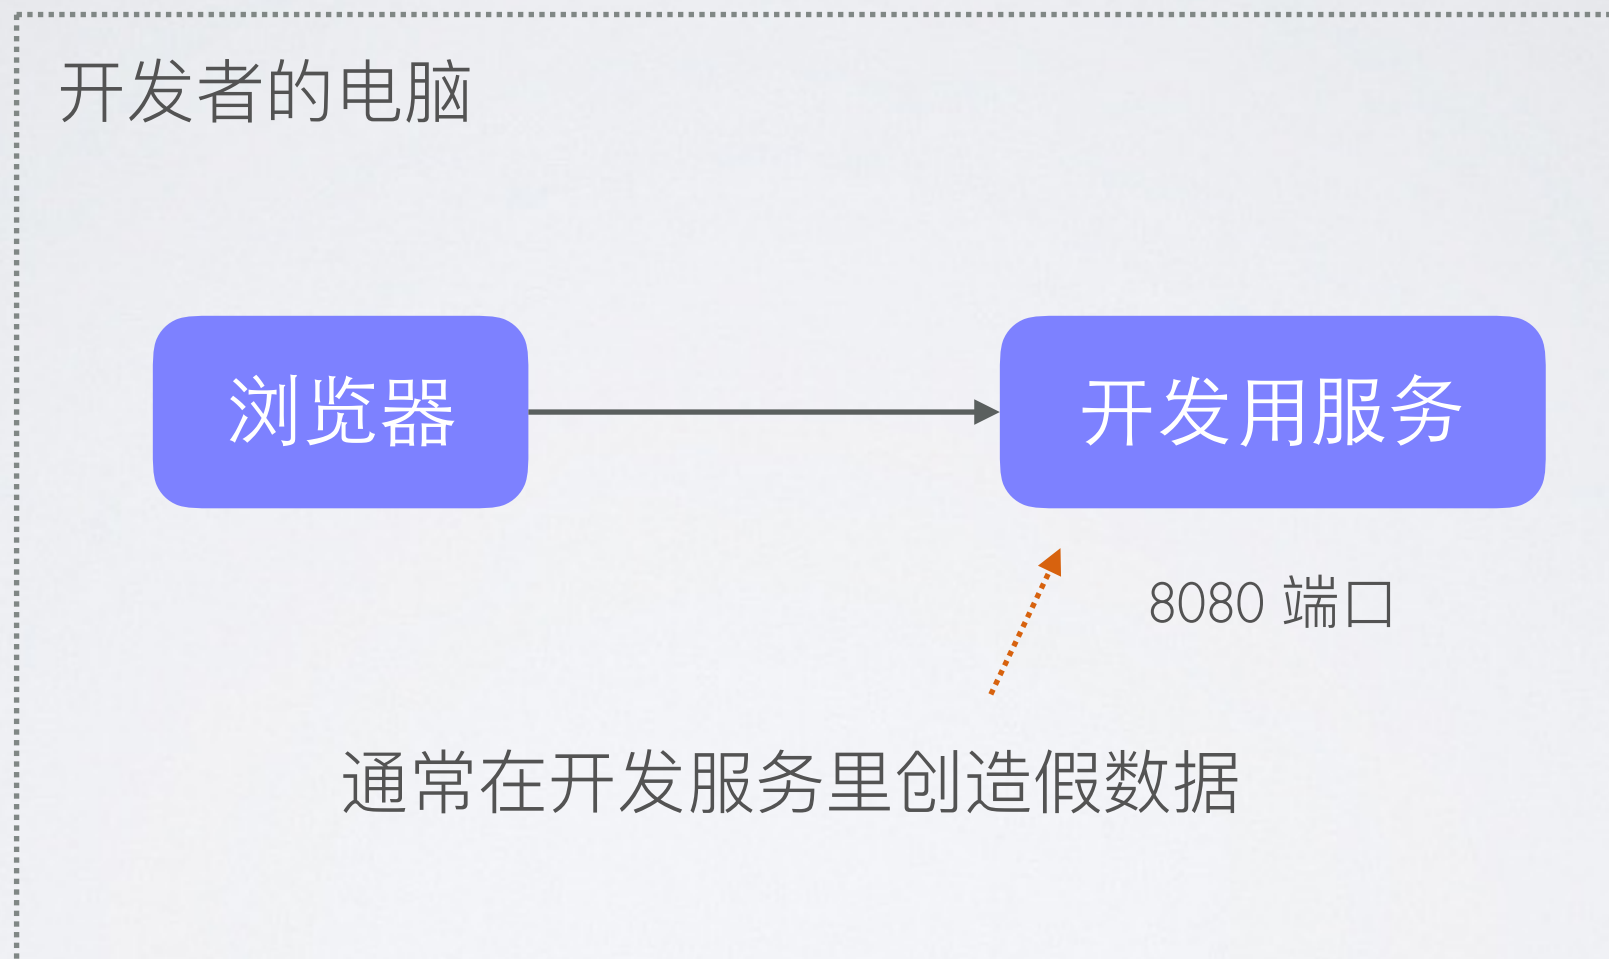 开发者的电脑
浏览器
开发用服务
8080 端口
通常在开发服务里创造假数据